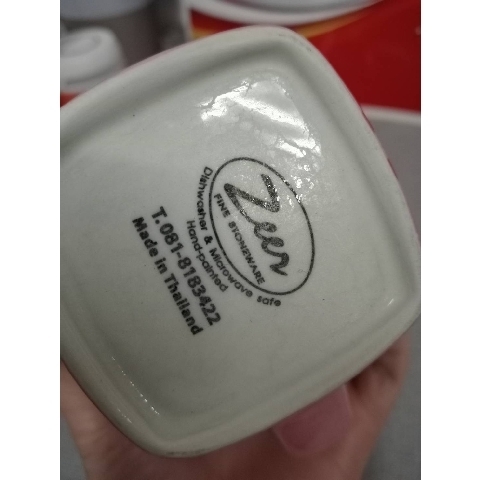 Zeen
FINE STONEWARE
Dishwasher & Microwave safe
Hand-painted
T.081-8183422
Made in Thailand